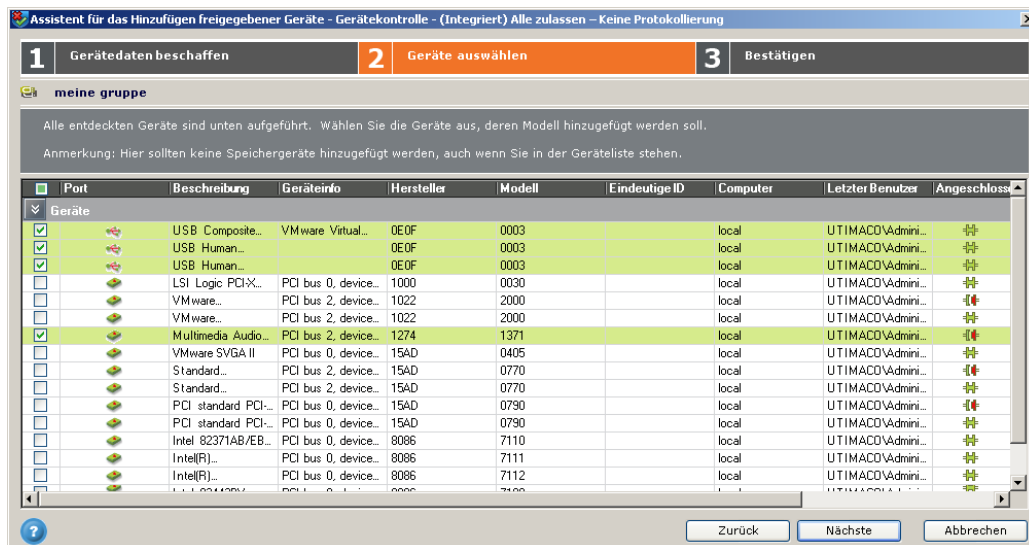 Assistent für das Hinzufügen freigegebener Geräte - Gerätekontrolle - (Integriert) Alle zulassen – Keine Protokollierung
1 Gerätedaten beschaffen 2 Geräte auswählen 3 Bestätigen
meine gruppe
Alle entdeckten Geräte sind unten aufgeführt. Wählen Sie die Geräte aus, deren Modell hinzugefügt werden soll.
Anmerkung: Hier sollten keine Speichergeräte hinzugefügt werden, auch wenn Sie in der Geräteliste stehen.
Port Beschreibung Geräteinfo Hersteller Modell Eindeutige ID Computer Letzter Benutzer Angeschlosse
Geräte
USB Composite... VMware Virtual... 0E0F 0003 local UTIMACO\Admini...
USB Human... 0E0F 0003 local UTIMACO\Admini...
USB Human... 0E0F 0003 local UTIMACO\Admini...
LSI Logic PCI-X... PCI bus 0, device... 1000 0030 local UTIMACO\Admini...
VMware... PCI bus 2, device... 1022 2000 local UTIMACO\Admini...
VMware... PCI bus 2, device... 1022 2000 local UTIMACO\Admini...
Multimedia Audio... PCI bus 2, device... 1274 1371 local UTIMACO\Admini...
VMware SVGA II PCI bus 0, device... 15AD 0405 local UTIMACO\Admini...
Standard... PCI bus 2, device... 15AD 0770 local UTIMACO\Admini...
Standard... PCI bus 2, device... 15AD 0770 local UTIMACO\Admini...
PCI standard PCI-... PCI bus 0, device... 15AD 0790 local UTIMACO\Admini...
PCI standard PCI-... PCI bus 0, device... 15AD 0790 local UTIMACO\Admini...
Intel 82371AB/EB... PCI bus 0, device... 8086 7110 local UTIMACO\Admini...
Intel(R)... PCI bus 0, device... 8086 7111 local UTIMACO\Admini...
Intel(R)... PCI bus 0, device... 8086 7112 local UTIMACO\Admini...
? Zurück Nächste Abbrechen